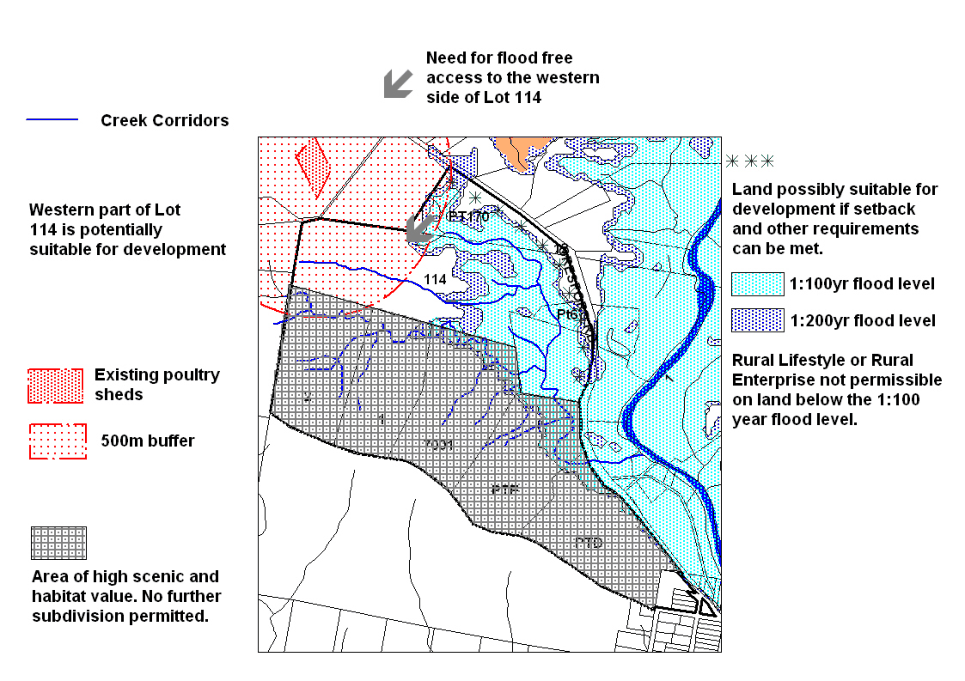 Need for flood free
access to the western
side of Lot 114
Creek Corridors
Western part of Lot
114 is potentially
suitable for development
Land possibly suitable for
development if setback
and other requirements
can be met.
1:100yr flood level
1:200yr flood level
Rural Lifestyle or Rural
Enterprise not permissible
on land below the 1:100
year flood level.
Existing poultry
sheds
500m buffer
Area of high scenic and
habitat value. No further
subdivision permitted.
PT170
114
2
1
7001
PTD